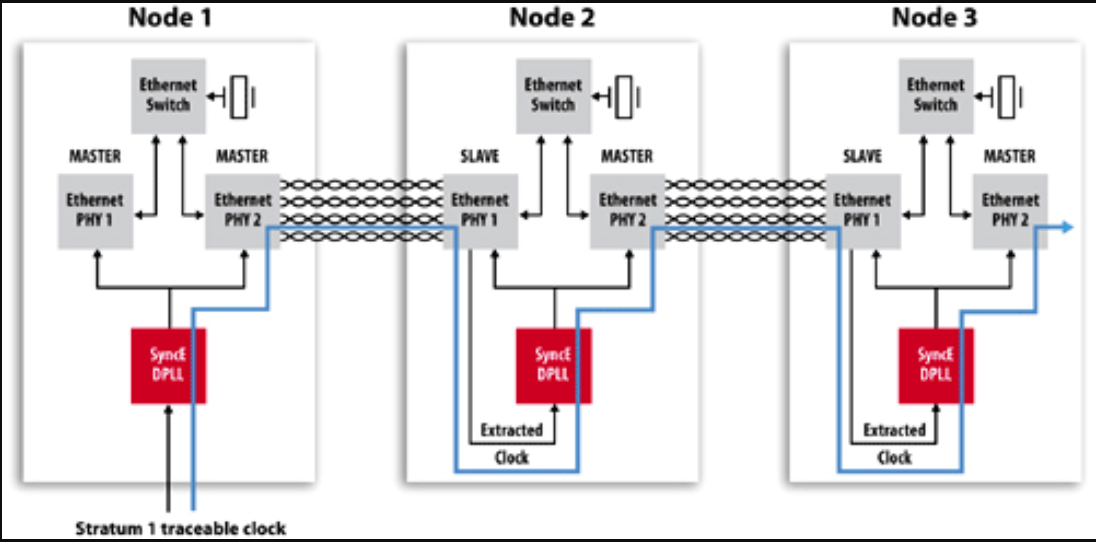 Node 1
Node 2
Node 3
Ethernet
Switch
Ethernet
Switch
Ethernet
Switch
MASTER
MASTER
SLAVE
MASTER
SLAVE
MASTER
Ethernet
PHY 1
Ethernet
PHY 2
Ethernet
PHY 1
Ethernet
PHY 2
Ethernet
PHY 1
Ethernet
PHY 2
SyncE
DPLL
SyncE
DPLL
SyncE
DPLL
Extracted
Clock
Extracted
Clock
Stratum 1 traceable clock